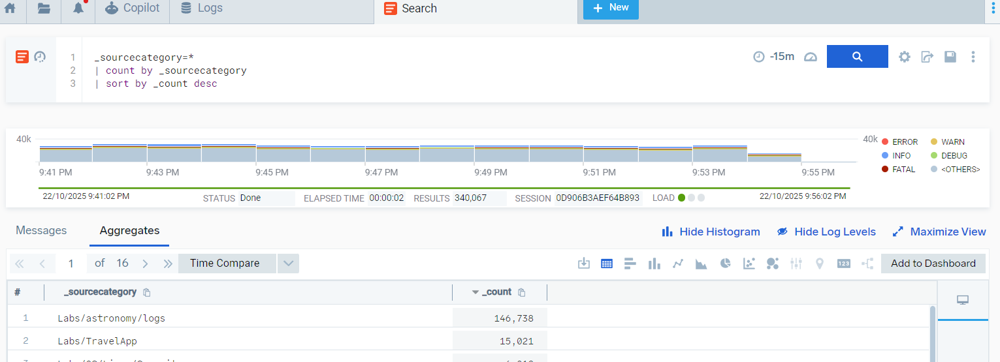 Copilot Logs Search + New
1 _sourcecategory=*
2 | count by _sourcecategory
3 | sort by _count desc
-15m
40k 40k
ERROR WARN
INFO DEBUG
FATAL <OTHERS>
9:41 PM 9:43 PM 9:45 PM 9:47 PM 9:49 PM 9:51 PM 9:53 PM 9:55 PM
22/10/2025 9:41:02 PM STATUS Done ELAPSED TIME 00:00:02 RESULTS 340,067 SESSION 0D906B3AEF64B893 LOAD 22/10/2025 9:56:02 PM
Messages Aggregates Hide Histogram Hide Log Levels Maximize View
1 of 16 Time Compare 123 Add to Dashboard
# _sourcecategory _count
1 Labs/astronomy/logs 146,738
2 Labs/TravelApp 15,021